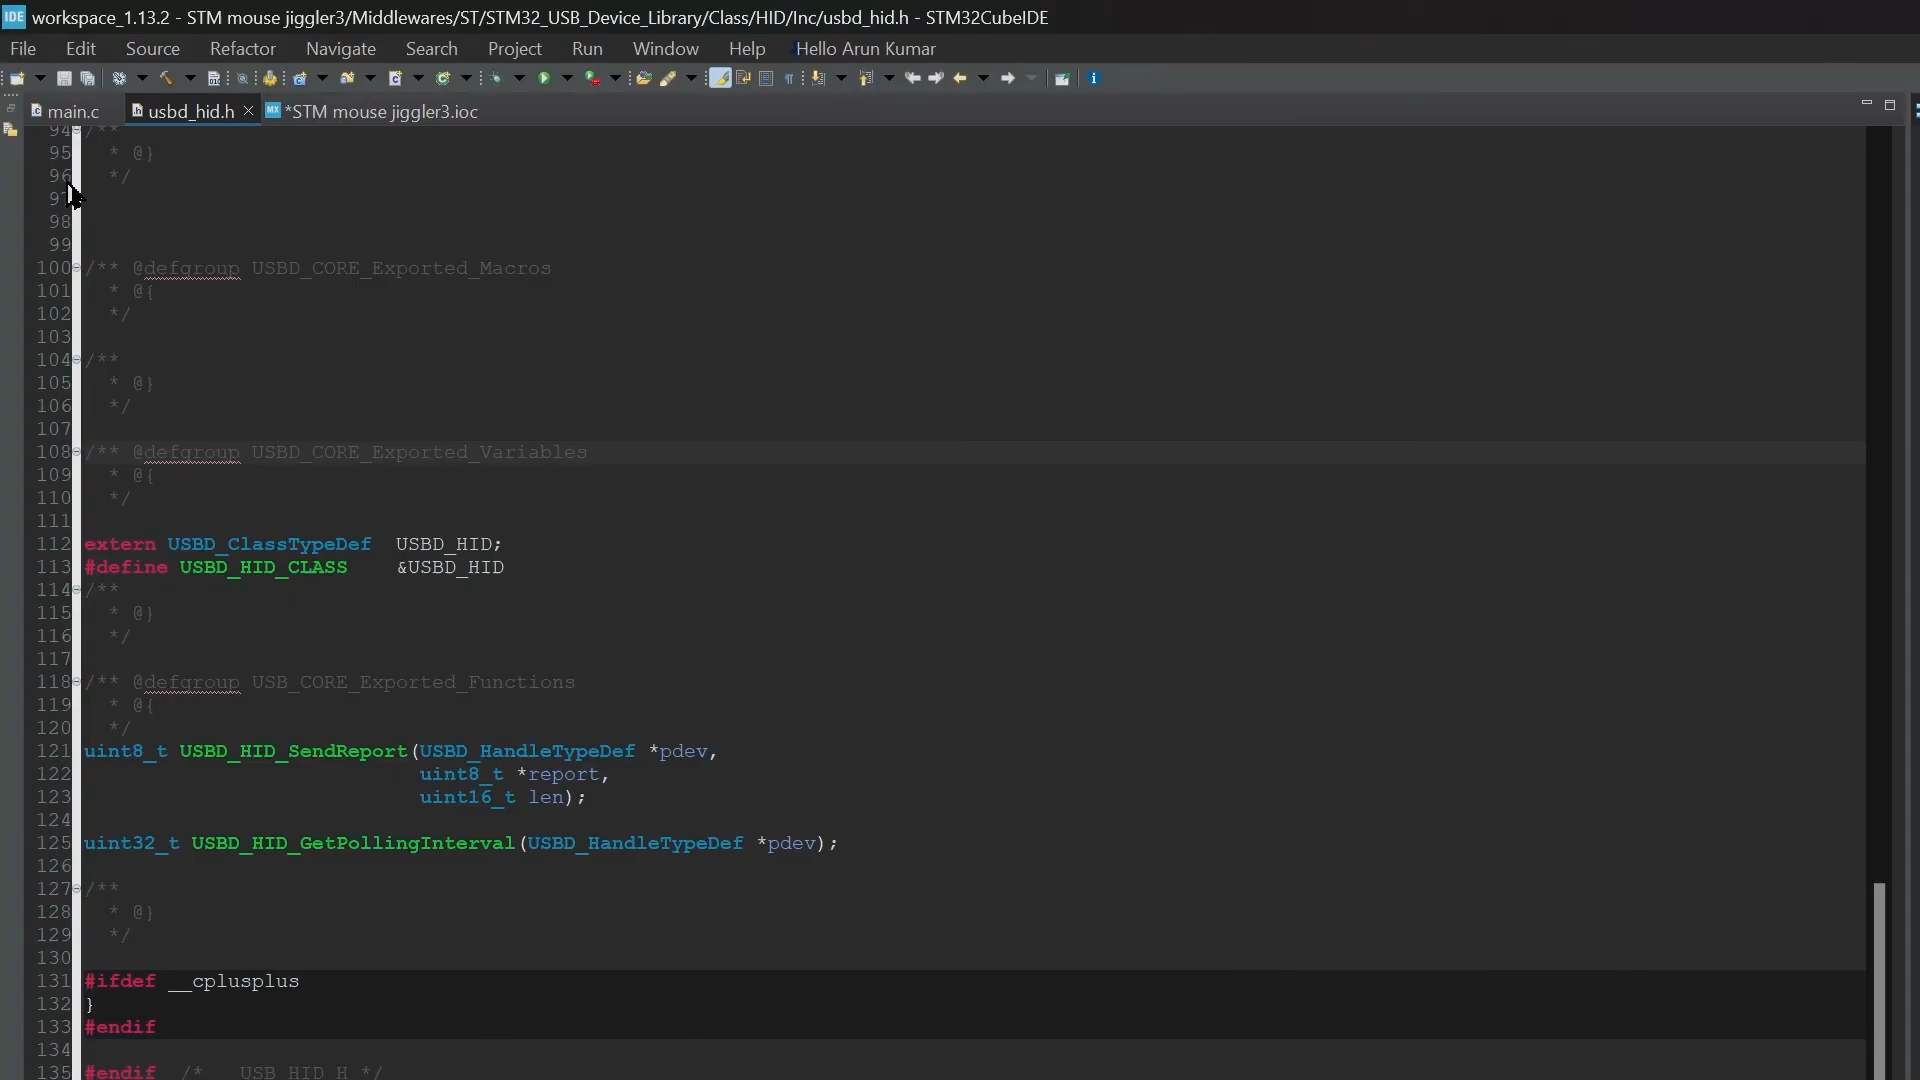 IDE workspace_1.13.2 - STM mouse jiggler3/Middlewares/ST/STM32_USB_Device_Library/Class/HID/Inc/usbd_hid.h - STM32CubeIDE
File Edit Source Refactor Navigate Search Project Run Window Help Hello Arun Kumar
main.c usbd_hid.h *STM mouse jiggler3.ioc
94 /**
95 * @}
96 */
97
98
99
100 /** @defgroup USBD_CORE_Exported_Macros
101 * @{
102 */
103
104 /**
105 * @}
106 */
107
108 /** @defgroup USBD_CORE_Exported_Variables
109 * @{
110 */
111
112 extern USBD_ClassTypeDef  USBD_HID;
113 #define USBD_HID_CLASS    &USBD_HID
114 /**
115 * @}
116 */
117
118 /** @defgroup USB_CORE_Exported_Functions
119 * @{
120 */
121 uint8_t USBD_HID_SendReport(USBD_HandleTypeDef *pdev,
122 uint8_t *report,
123 uint16_t len);
124
125 uint32_t USBD_HID_GetPollingInterval(USBD_HandleTypeDef *pdev);
126
127 /**
128 * @}
129 */
130
131 #ifdef __cplusplus
132 }
133 #endif
134
135 #endif /* __USB_HID_H */